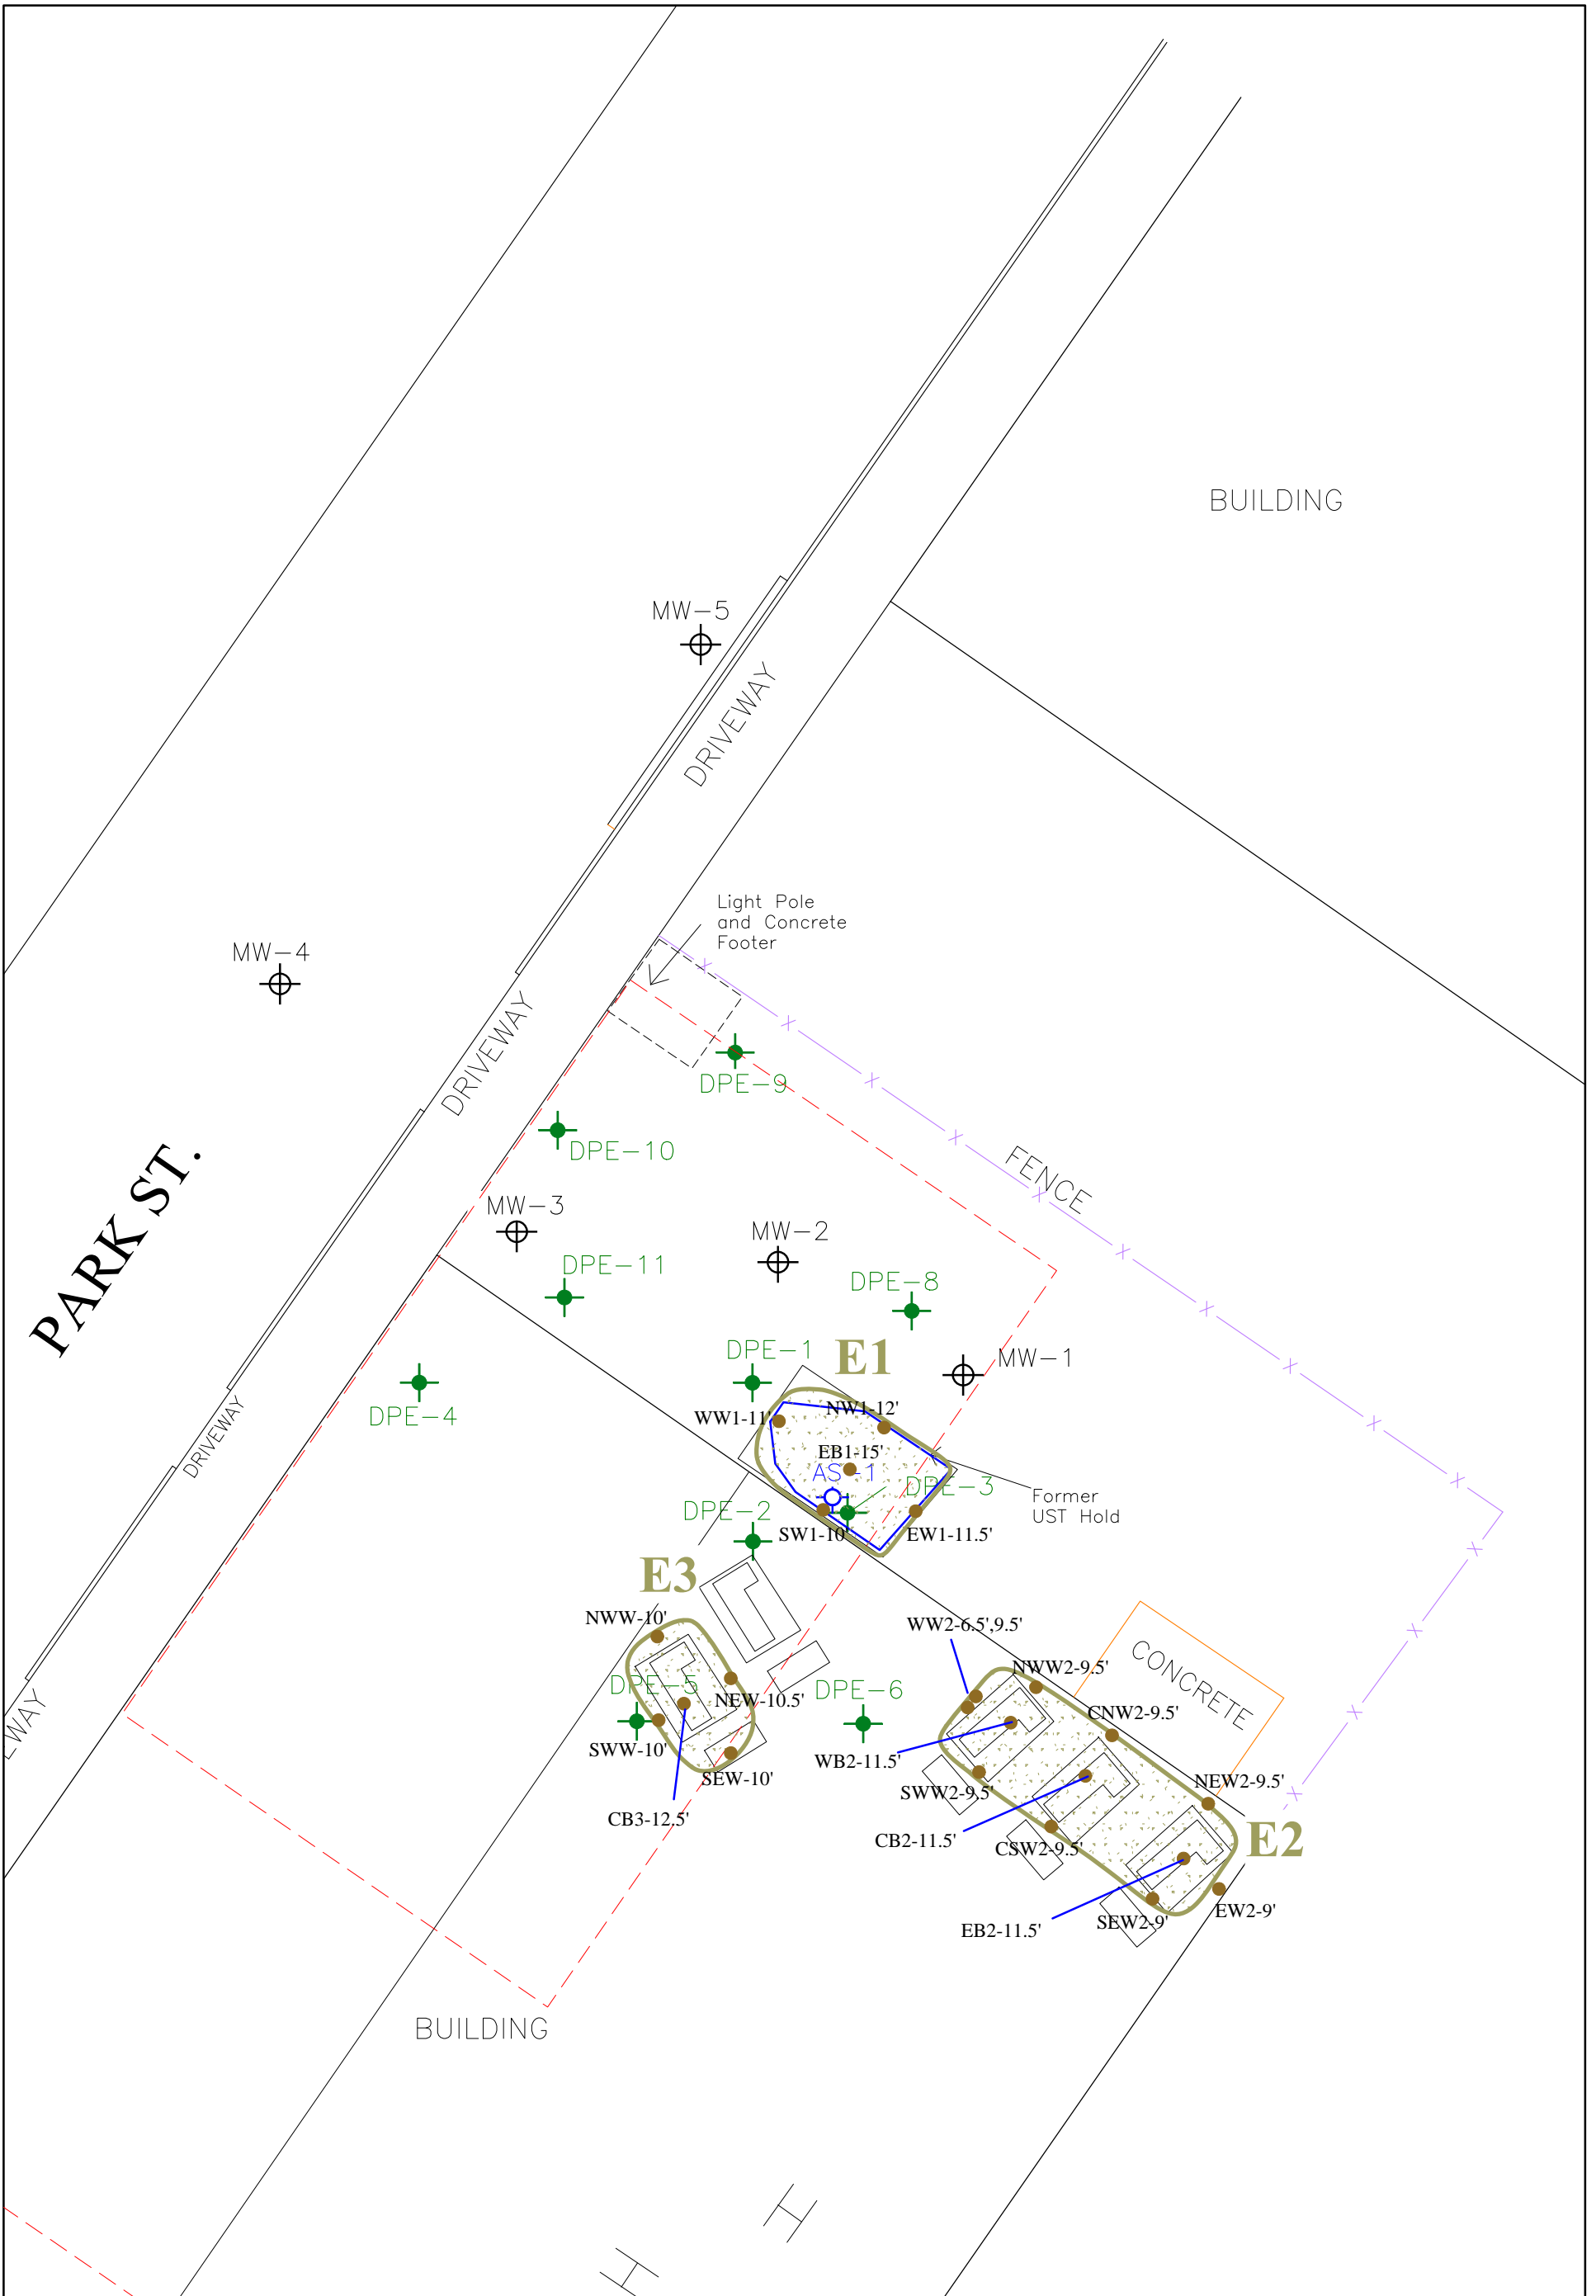 BUILDING
MW-5
DRIVEWAY
Light Pole
and Concrete
Footer
MW-4
DRIVEWAY
DPE-9
DPE-10
FENCE
PARK ST.
MW-3
MW-2
DPE-11
DPE-8
E1
DPE-1
MW-1
DPE-4
WW1-11'
NW1-12'
DRIVEWAY
EB1-15'
AS-1
DPE-3
Former
UST Hold
DPE-2
SW1-10'
EW1-11.5'
E3
NWW-10'
WW2-6.5',9.5'
NWW2-9.5'
CONCRETE
DPE-5
NEW-10.5'
DPE-6
CNW2-9.5'
WAY
SWW-10'
WB2-11.5'
SEW-10'
SWW2-9.5'
NEW2-9.5'
CB3-12.5'
CB2-11.5'
CSW2-9.5'
E2
EW2-9'
SEW2-9'
EB2-11.5'
BUILDING